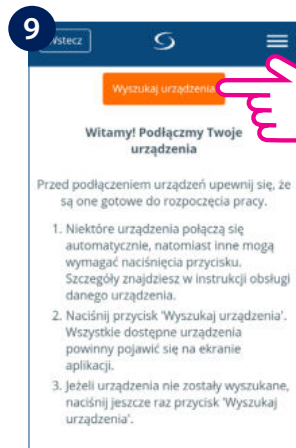 9
Wstecz
Wyszukaj urządzenia
Witamy! Podłączmy Twoje
urządzenia
Przed podłączeniem urządzeń upewnij się, że
są one gotowe do rozpoczęcia pracy.
1. Niektóre urządzenia połączą się
automatycznie, natomiast inne mogą
wymagać naciśnięcia przycisku.
Szczegóły znajdziesz w instrukcji obsługi
danego urządzenia.
2. Naciśnij przycisk 'Wyszukaj urządzenia'.
Wszystkie dostępne urządzenia
powinny pojawić się na ekranie
aplikacji.
3. Jeżeli urządzenia nie zostały wyszukane,
naciśnij jeszcze raz przycisk 'Wyszukaj
urządzenia'.